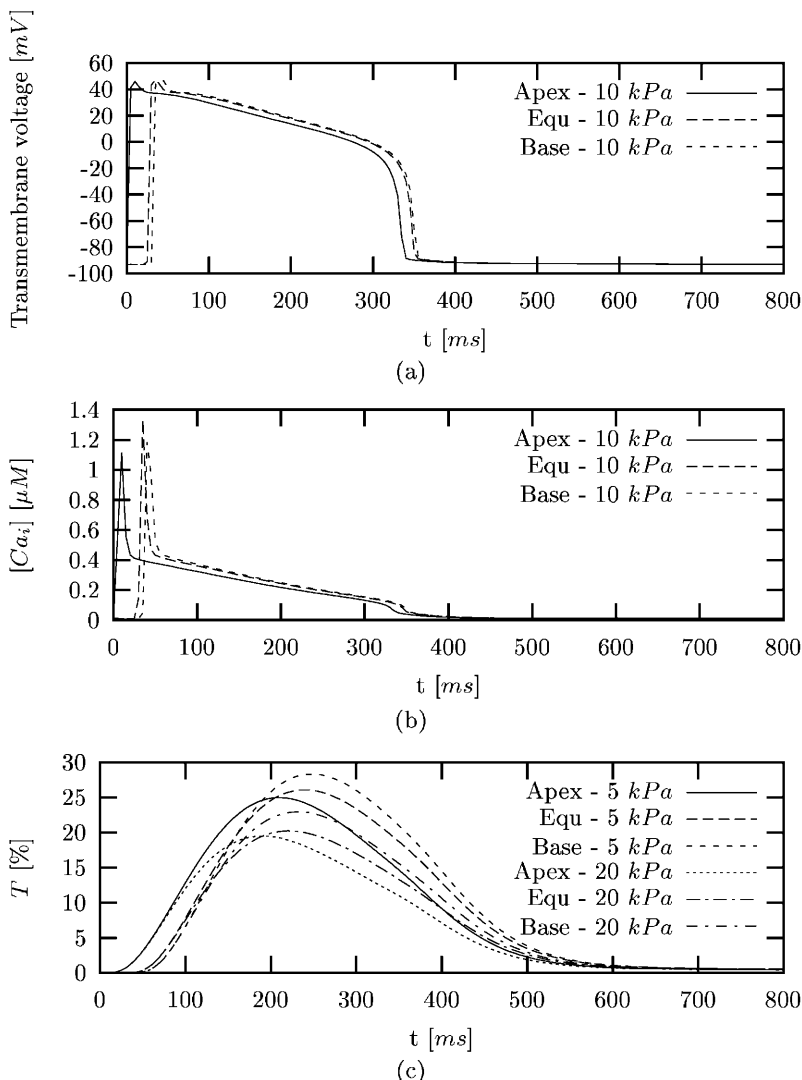 Transmembrane voltage [mV]
60
40
20
0
-20
-40
-60
-80
-100
Apex - 10 kPa
Equ - 10 kPa
Base - 10 kPa
0 100 200 300 400 500 600 700 800
t [ms]
(a)
[Ca_i] [μM]
1.4
1.2
1
0.8
0.6
0.4
0.2
0
Apex - 10 kPa
Equ - 10 kPa
Base - 10 kPa
0 100 200 300 400 500 600 700 800
t [ms]
(b)
T [%]
30
25
20
15
10
5
0
Apex - 5 kPa
Equ - 5 kPa
Base - 5 kPa
Apex - 20 kPa
Equ - 20 kPa
Base - 20 kPa
0 100 200 300 400 500 600 700 800
t [ms]
(c)